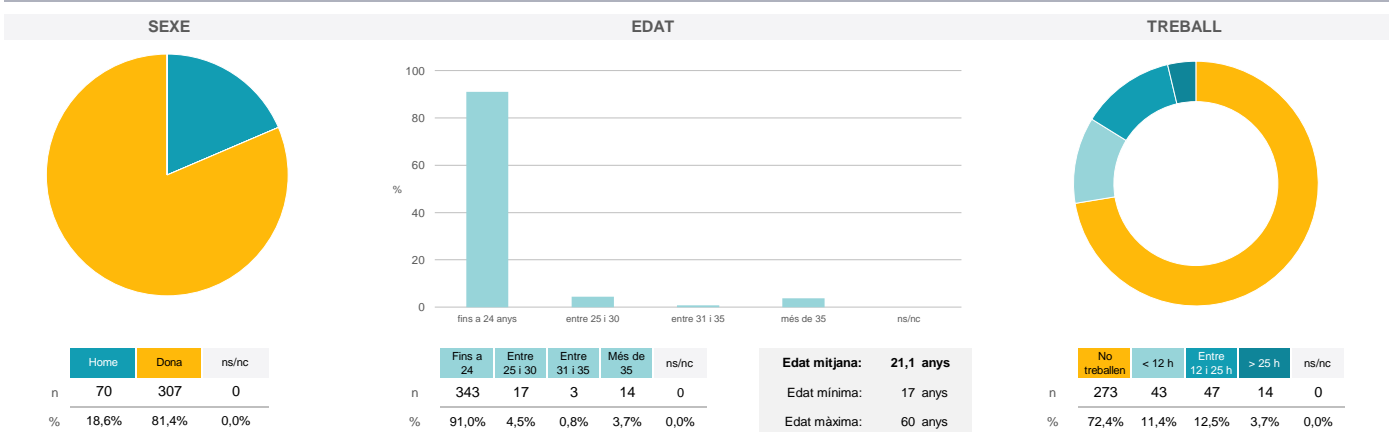 SEXE EDAT TREBALL
100
80
60
%
40
20
0
fins a 24 anys entre 25 i 30 entre 31 i 35 més de 35 ns/nc
Home Dona ns/nc
n 70 307 0
% 18,6% 81,4% 0,0%
Fins a 24 Entre 25 i 30 Entre 31 i 35 Més de 35 ns/nc
n 343 17 3 14 0
% 91,0% 4,5% 0,8% 3,7% 0,0%
Edat mitjana: 21,1 anys
Edat mínima: 17 anys
Edat màxima: 60 anys
No treballen < 12 h Entre 12 i 25 h > 25 h ns/nc
n 273 43 47 14 0
% 72,4% 11,4% 12,5% 3,7% 0,0%